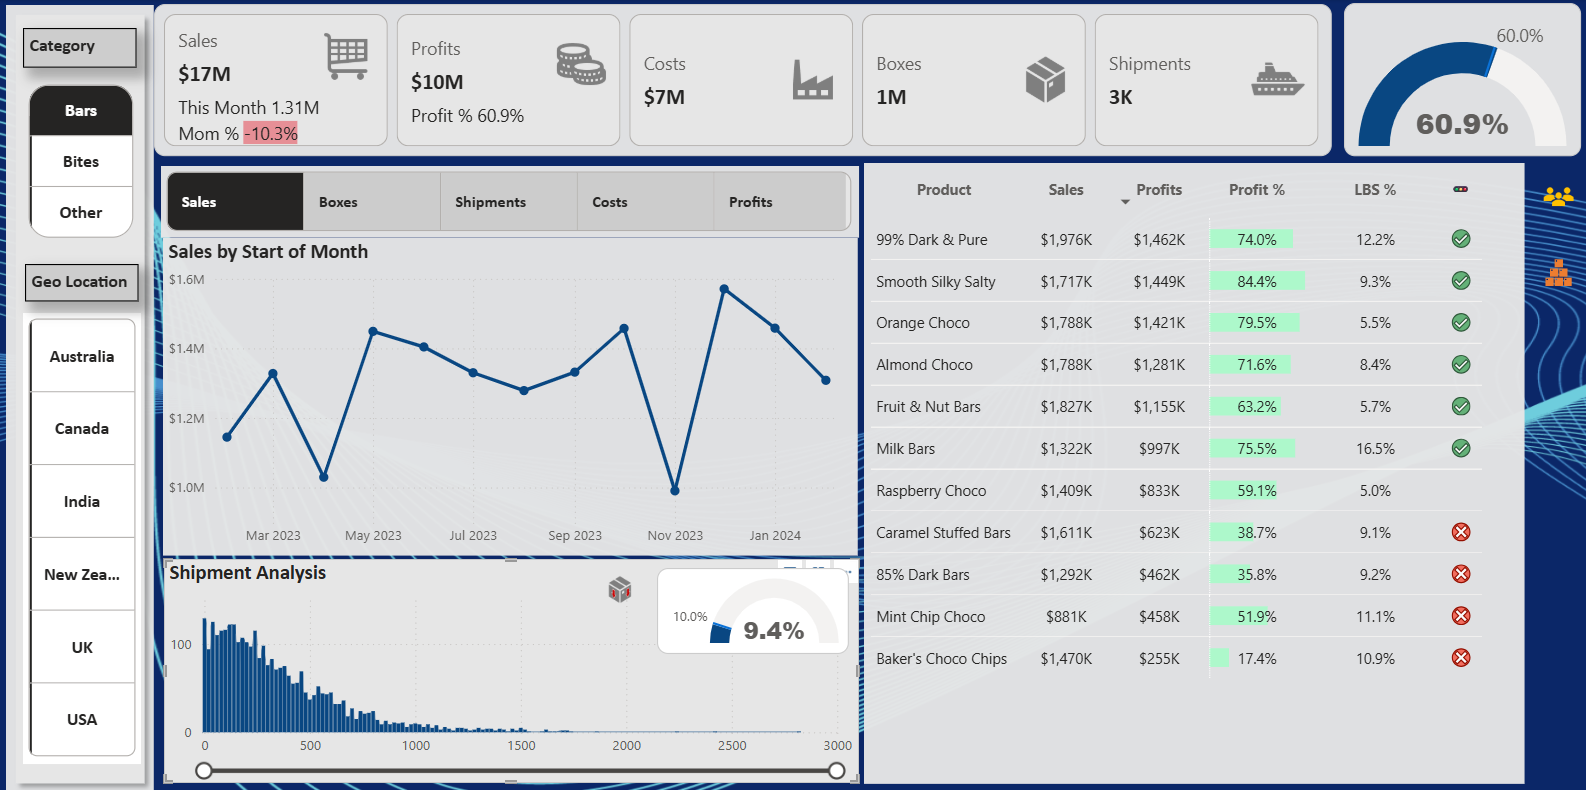 Category
Bars
Bites
Other
Geo Location
Australia
Canada
India
New Zea...
UK
USA
Sales
$17M
This Month 1.31M
Mom % -10.3%
Profits
$10M
Profit % 60.9%
Costs
$7M
Boxes
1M
Shipments
3K
60.0%
60.9%
Sales Boxes Shipments Costs Profits
Sales by Start of Month
$1.6M
$1.4M
$1.2M
$1.0M
Mar 2023 May 2023 Jul 2023 Sep 2023 Nov 2023 Jan 2024
Shipment Analysis
10.0%
9.4%
100
0
0 500 1000 1500 2000 2500 3000
Product Sales Profits Profit % LBS %
99% Dark & Pure $1,976K $1,462K 74.0% 12.2%
Smooth Silky Salty $1,717K $1,449K 84.4% 9.3%
Orange Choco $1,788K $1,421K 79.5% 5.5%
Almond Choco $1,788K $1,281K 71.6% 8.4%
Fruit & Nut Bars $1,827K $1,155K 63.2% 5.7%
Milk Bars $1,322K $997K 75.5% 16.5%
Raspberry Choco $1,409K $833K 59.1% 5.0%
Caramel Stuffed Bars $1,611K $623K 38.7% 9.1%
85% Dark Bars $1,292K $462K 35.8% 9.2%
Mint Chip Choco $881K $458K 51.9% 11.1%
Baker's Choco Chips $1,470K $255K 17.4% 10.9%